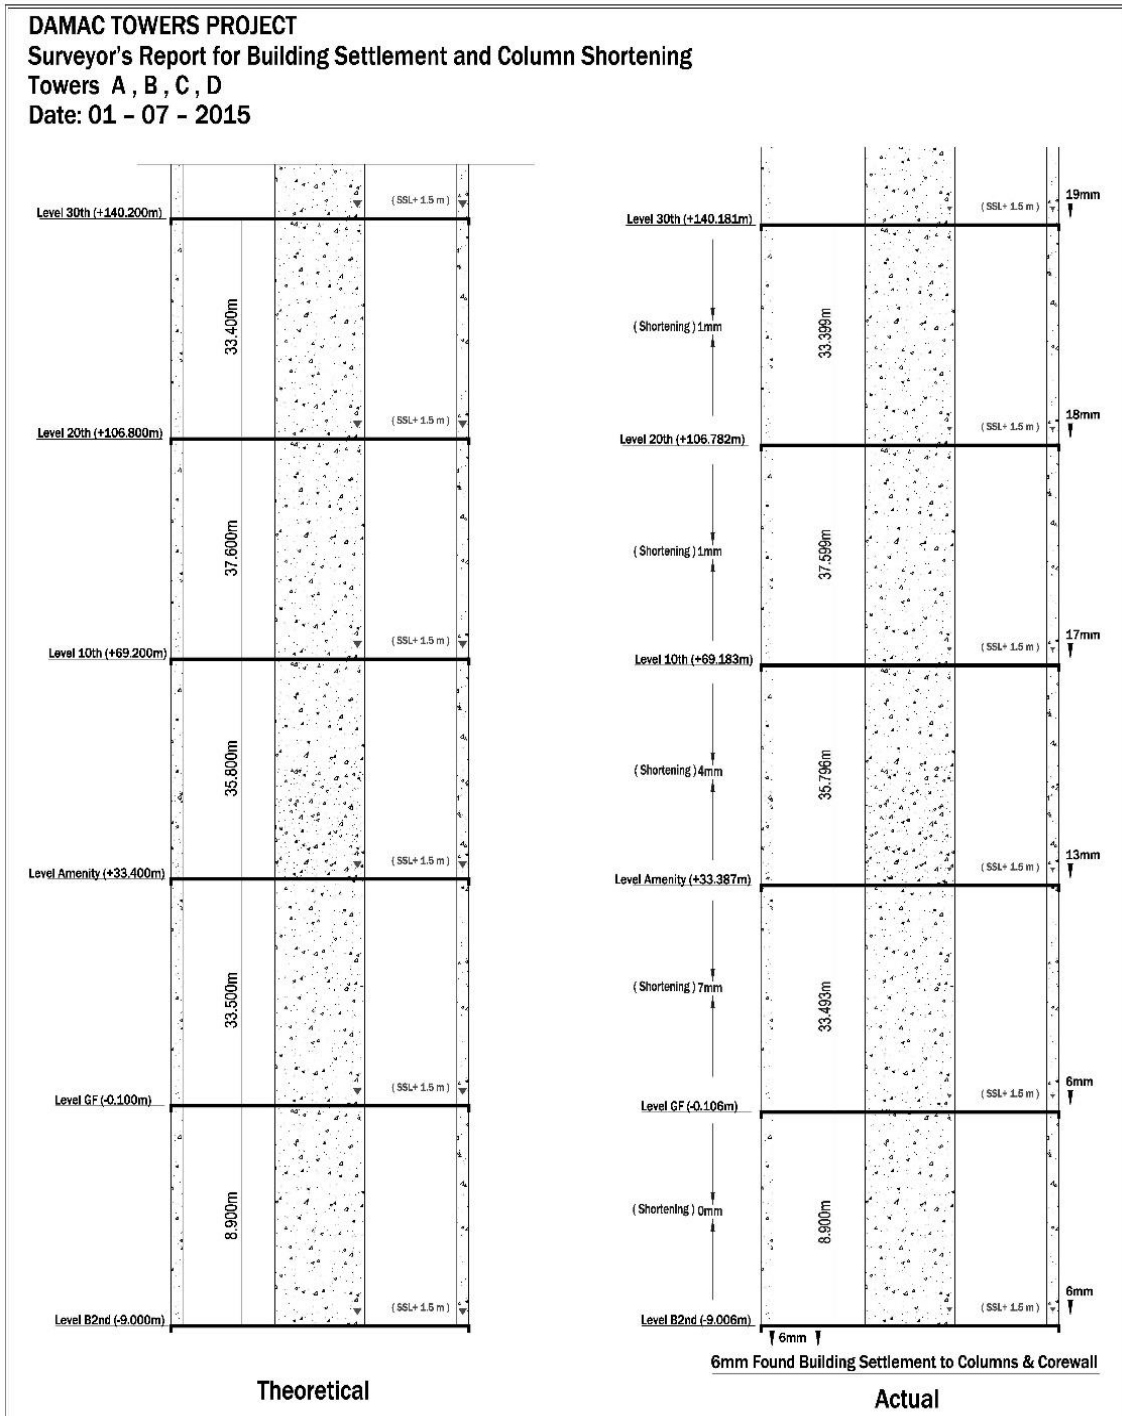 DAMAC TOWERS PROJECT
Surveyor's Report for Building Settlement and Column Shortening
Towers A , B , C , D
Date: 01 – 07 – 2015
(SSL+ 1.5 m )
Level 30th (+140.200m)
33.400m
(SSL+ 1.5 m )
Level 20th (+106.800m)
37.600m
(SSL+ 1.5 m )
Level 10th (+69.200m)
35.800m
(SSL+ 1.5 m )
Level Amenity (+33.400m)
33.500m
(SSL+ 1.5 m )
Level GF (-0.100m)
8.900m
(SSL+ 1.5 m )
Level B2nd (-9.000m)
Theoretical
19mm
(SSL+ 1.5 m )
Level 30th (+140.181m)
( Shortening ) 1mm
33.399m
18mm
(SSL+ 1.5 m )
Level 20th (+106.782m)
( Shortening ) 1mm
37.599m
17mm
(SSL+ 1.5 m )
Level 10th (+69.183m)
( Shortening ) 4mm
35.796m
13mm
(SSL+ 1.5 m )
Level Amenity (+33.387m)
( Shortening ) 7mm
33.493m
6mm
(SSL+ 1.5 m )
Level GF (-0.106m)
( Shortening ) 0mm
8.900m
6mm
(SSL+ 1.5 m )
Level B2nd (-9.006m)
6mm
6mm Found Building Settlement to Columns & Corewall
Actual